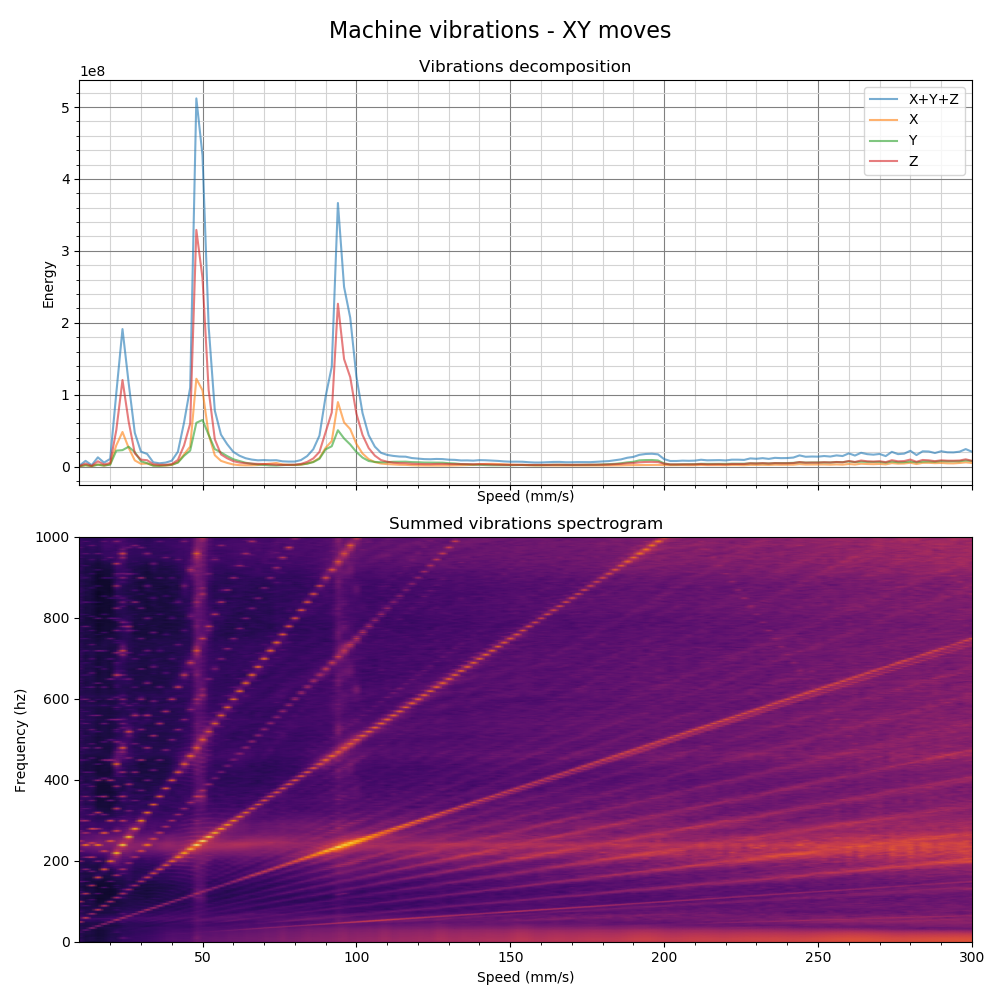 Machine vibrations - XY moves
Vibrations decomposition
1e8
5
4
3
2
1
0
Energy
X+Y+Z
X
Y
Z
Speed (mm/s)
Summed vibrations spectrogram
1000
800
600
400
200
0
Frequency (hz)
50
100
150
200
250
300
Speed (mm/s)